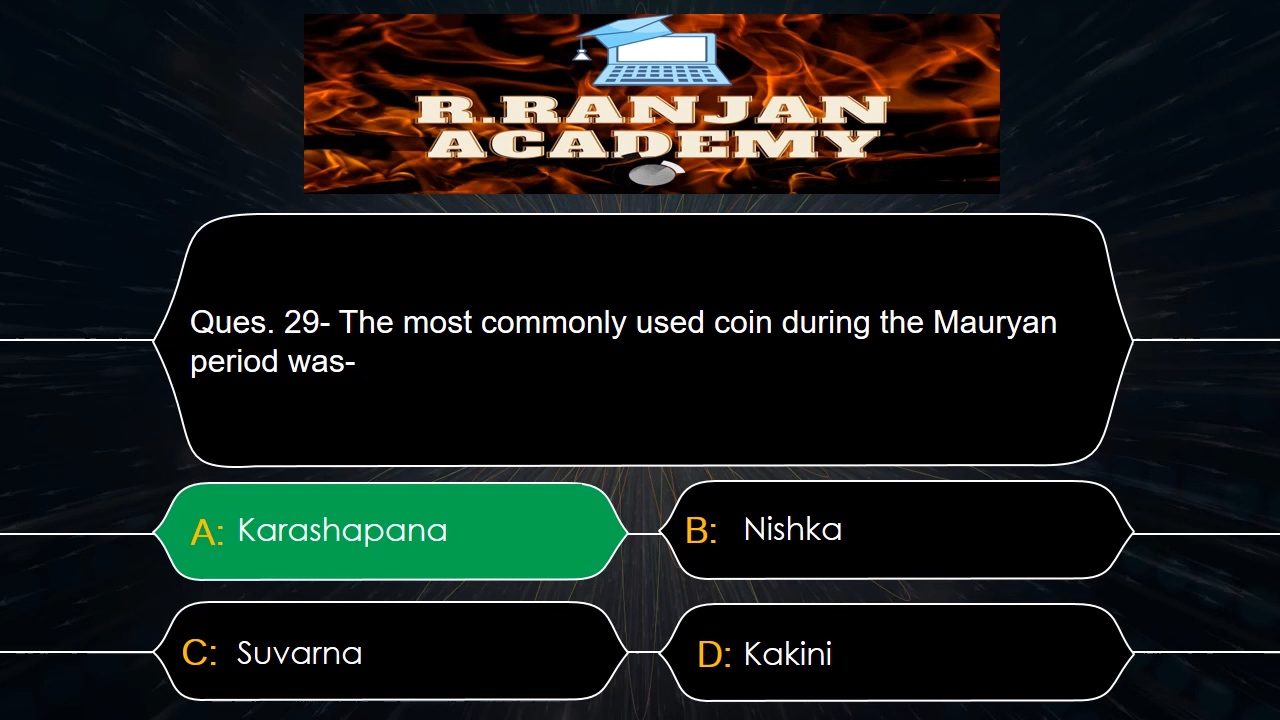 R.RANJAN
ACADEMY
Ques. 29- The most commonly used coin during the Mauryan
period was-
A: Karashapana
B: Nishka
C: Suvarna
D: Kakini